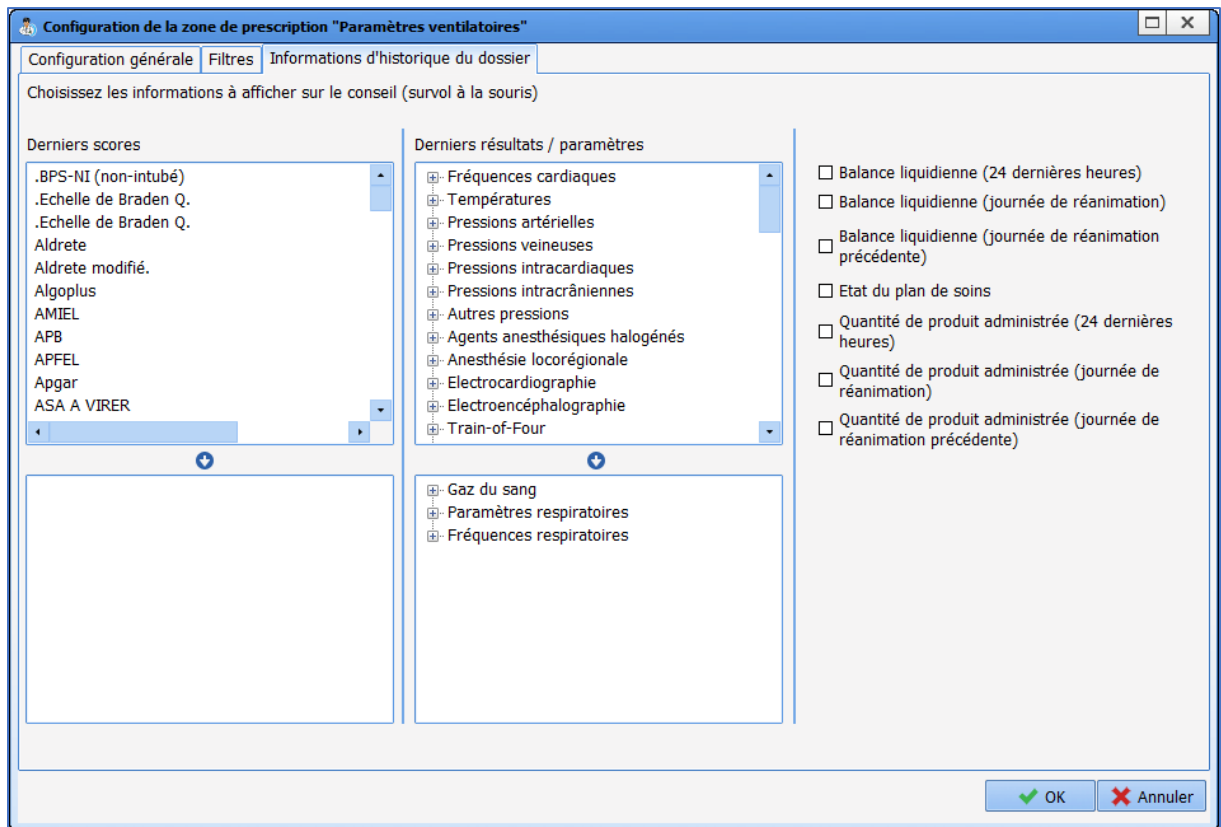 Configuration de la zone de prescription "Paramètres ventilatoires"
Configuration générale
Filtres
Informations d'historique du dossier
Choisissez les informations à afficher sur le conseil (survol à la souris)
Derniers scores
.BPS-NI (non-intubé)
.Echelle de Braden Q.
.Echelle de Braden Q.
Aldrete
Aldrete modifié.
Algoplus
AMIEL
APB
APFEL
Apgar
ASA A VIRER
Derniers résultats / paramètres
Fréquences cardiaques
Températures
Pressions artérielles
Pressions veineuses
Pressions intracardiaques
Pressions intracrâniennes
Autres pressions
Agents anesthésiques halogénés
Anesthésie locorégionale
Electrocardiographie
Electroencéphalographie
Train-of-Four
Gaz du sang
Paramètres respiratoires
Fréquences respiratoires
Balance liquidienne (24 dernières heures)
Balance liquidienne (journée de réanimation)
Balance liquidienne (journée de réanimation
précédente)
Etat du plan de soins
Quantité de produit administrée (24 dernières
heures)
Quantité de produit administrée (journée de
réanimation)
Quantité de produit administrée (journée de
réanimation précédente)
OK
Annuler